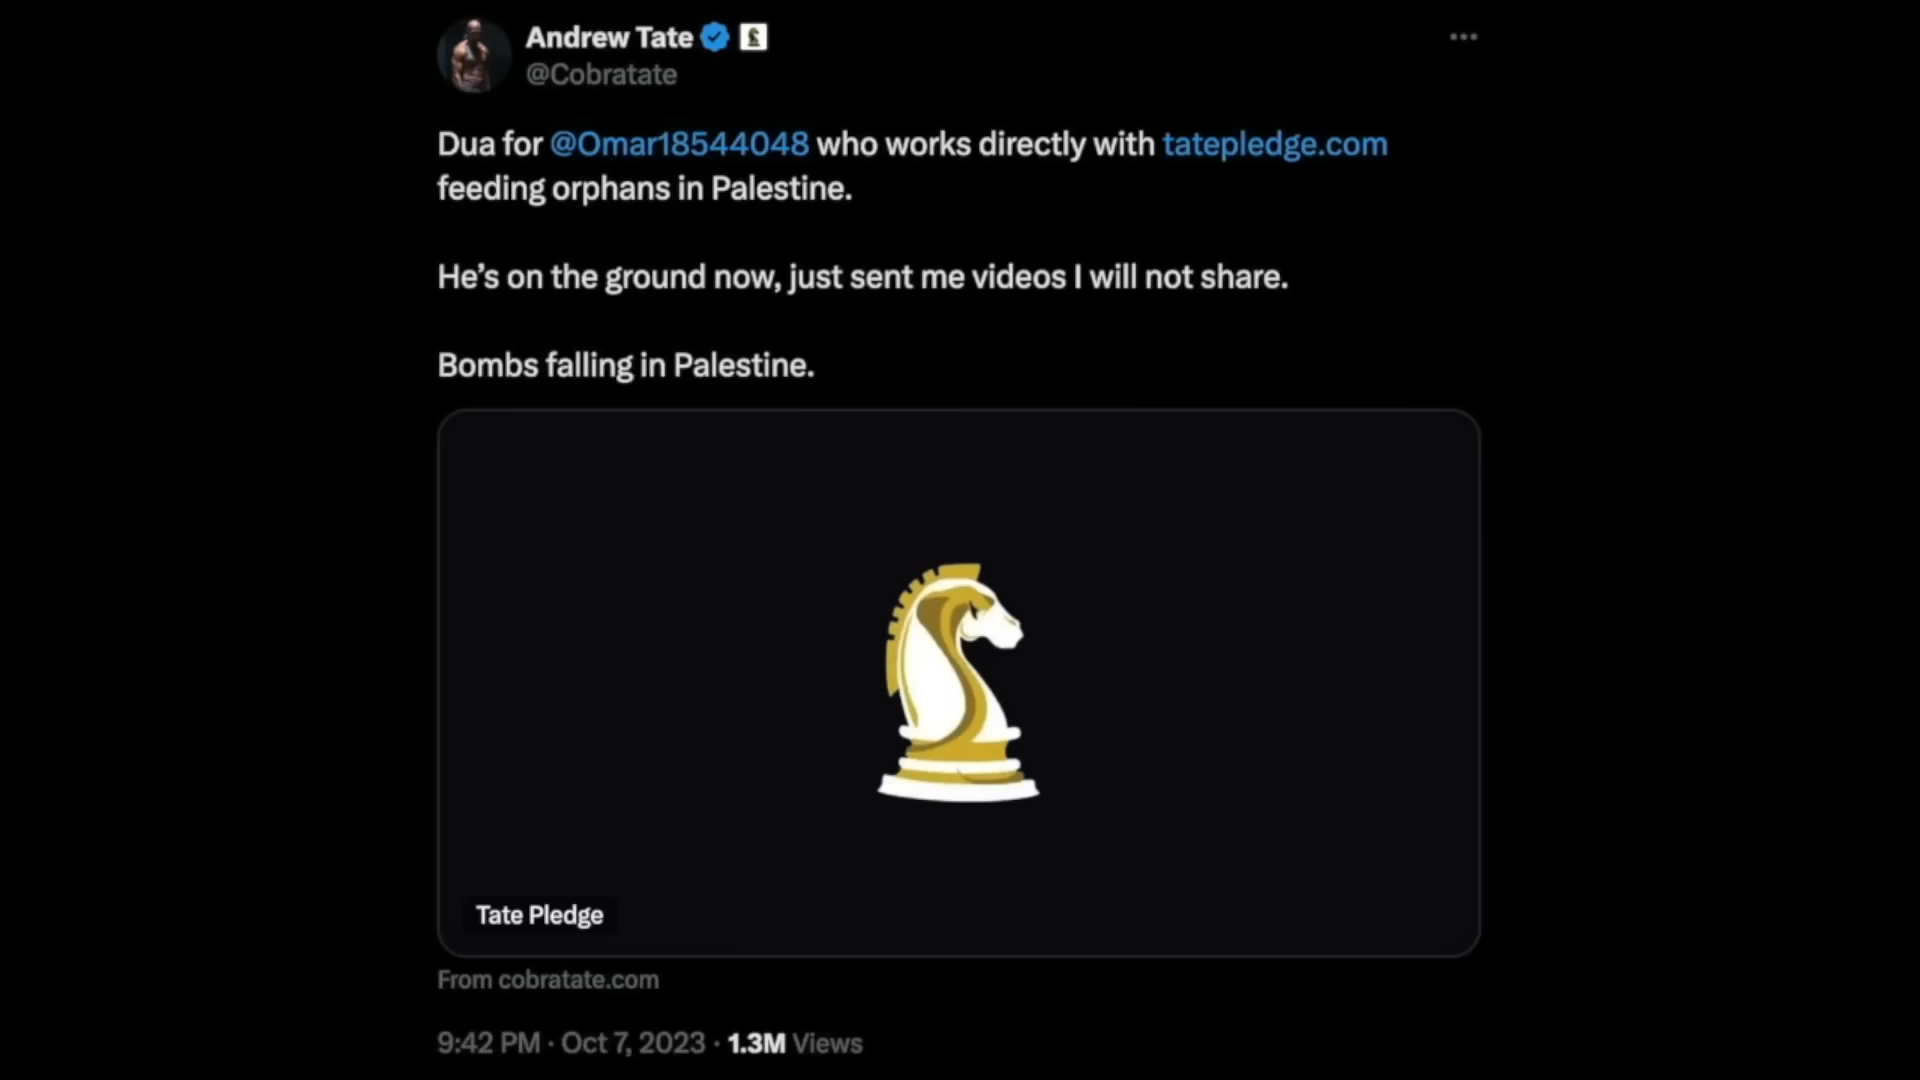 Andrew Tate
@Cobratate
Dua for @Omar18544048 who works directly with tatepledge.com
feeding orphans in Palestine.
He’s on the ground now, just sent me videos I will not share.
Bombs falling in Palestine.
Tate Pledge
From cobratate.com
9:42 PM · Oct 7, 2023 · 1.3M Views